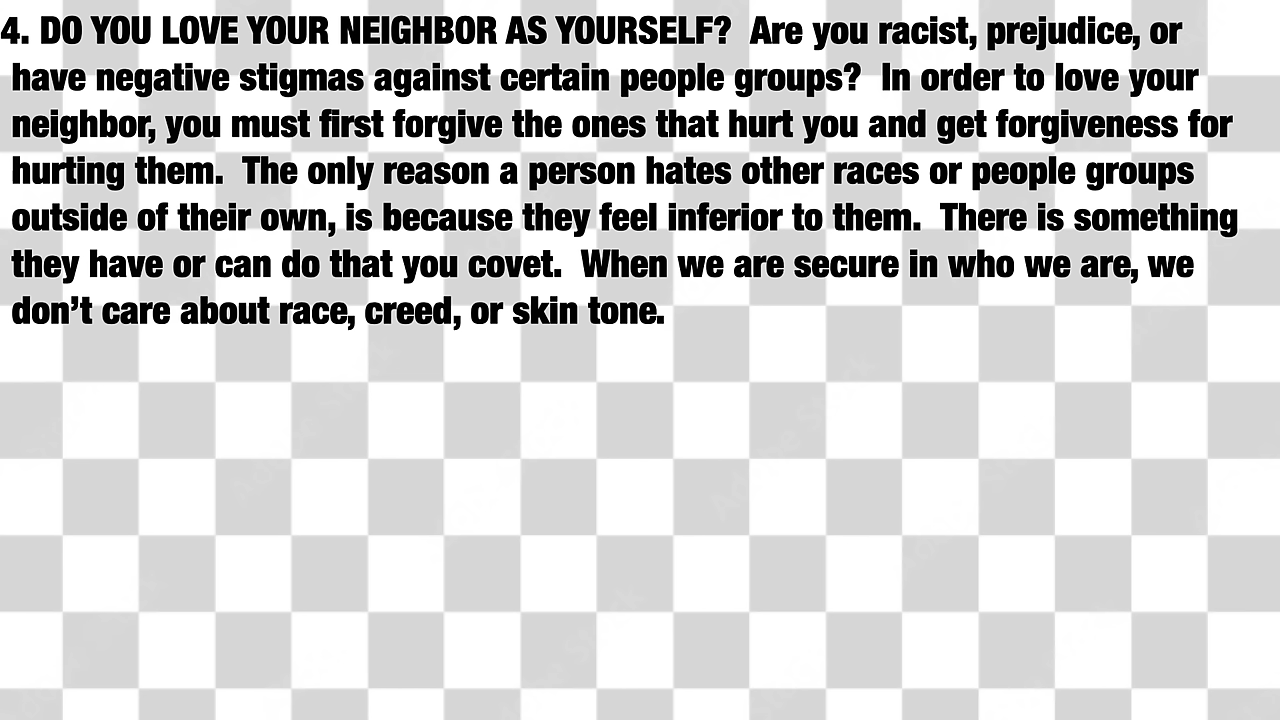 4. DO YOU LOVE YOUR NEIGHBOR AS YOURSELF?  Are you racist, prejudice, or
have negative stigmas against certain people groups?  In order to love your
neighbor, you must first forgive the ones that hurt you and get forgiveness for
hurting them.  The only reason a person hates other races or people groups
outside of their own, is because they feel inferior to them.  There is something
they have or can do that you covet.  When we are secure in who we are, we
don’t care about race, creed, or skin tone.